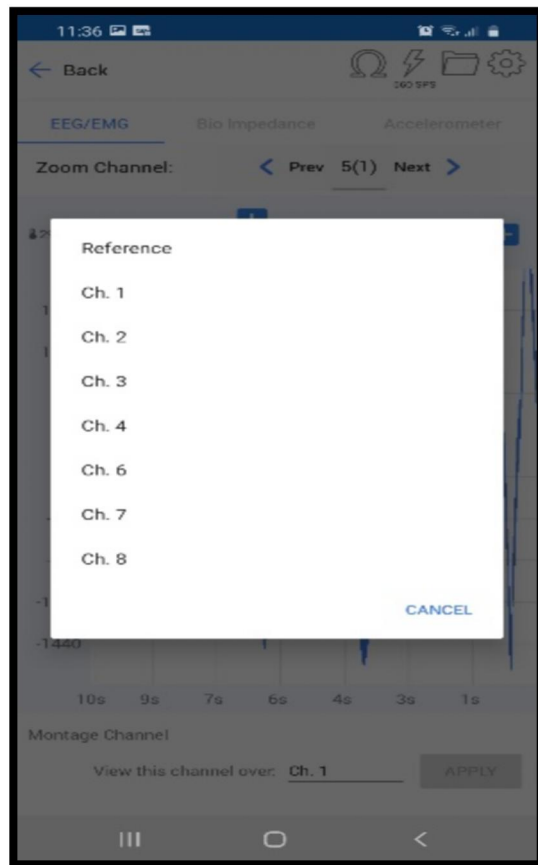 11:36
Back
500 SPS
EEG/EMG Bio Impedance Accelerometer
Zoom Channel: Prev 5(1) Next
Reference
Ch. 1
Ch. 2
Ch. 3
Ch. 4
Ch. 6
Ch. 7
Ch. 8
CANCEL
-1440
10s 9s 7s 6s 4s 3s 1s
Montage Channel
View this channel over: Ch. 1 APPLY